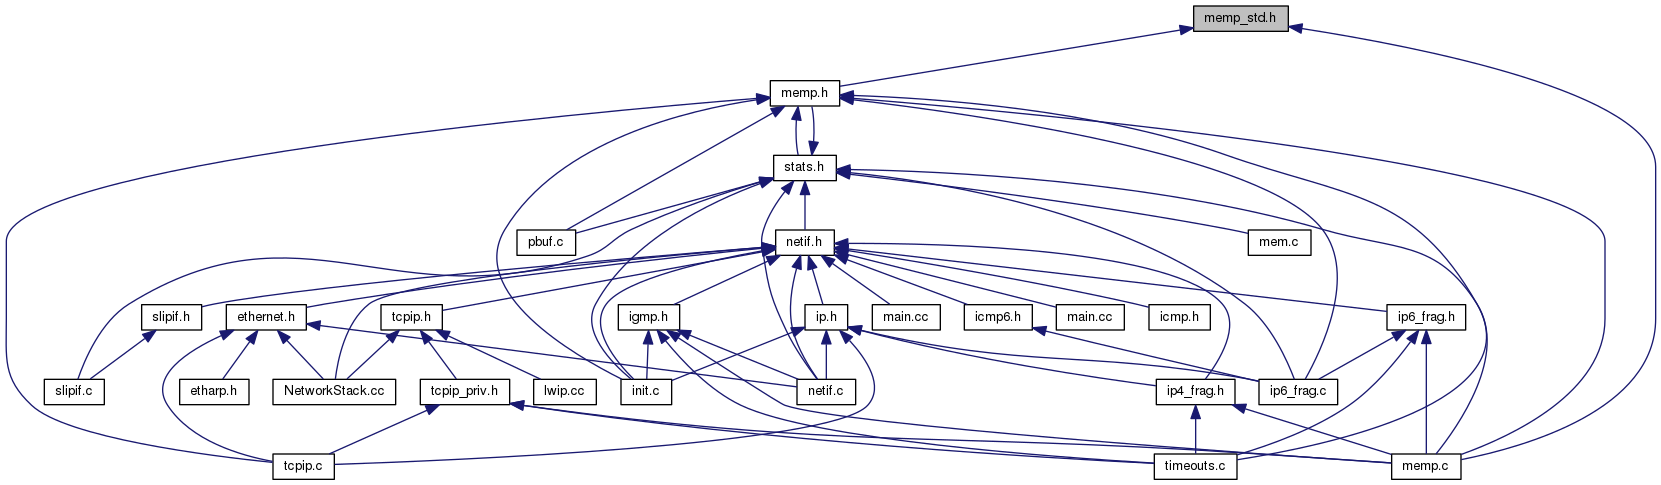 memp_std.h
memp.h
stats.h
pbuf.c
netif.h
mem.c
slipif.h
ethernet.h
tcpip.h
igmp.h
ip.h
main.cc
icmp6.h
main.cc
icmp.h
ip6_frag.h
slipif.c
etharp.h
NetworkStack.cc
tcpip_priv.h
lwip.cc
init.c
netif.c
ip4_frag.h
ip6_frag.c
tcpip.c
timeouts.c
memp.c